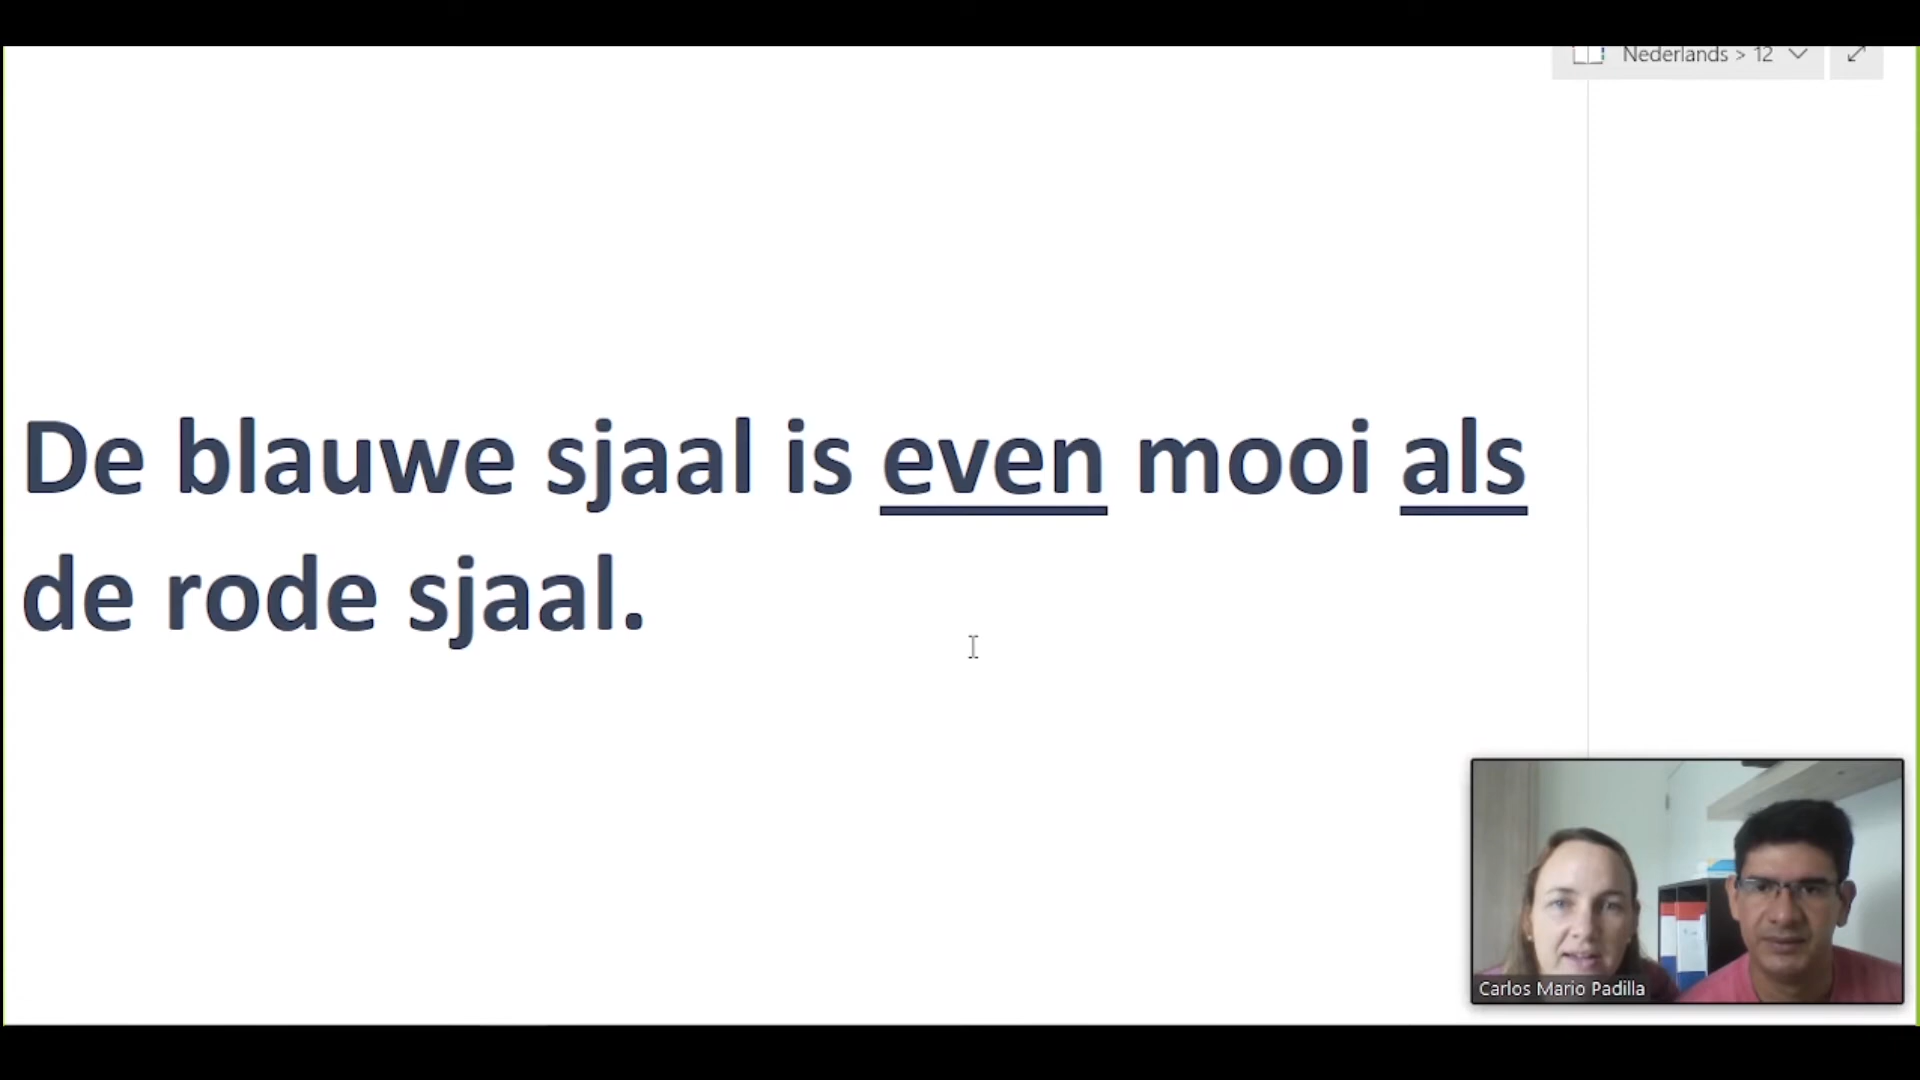 Nederlands > 12
De blauwe sjaal is even mooi als
de rode sjaal.
Carlos Mario Padilla